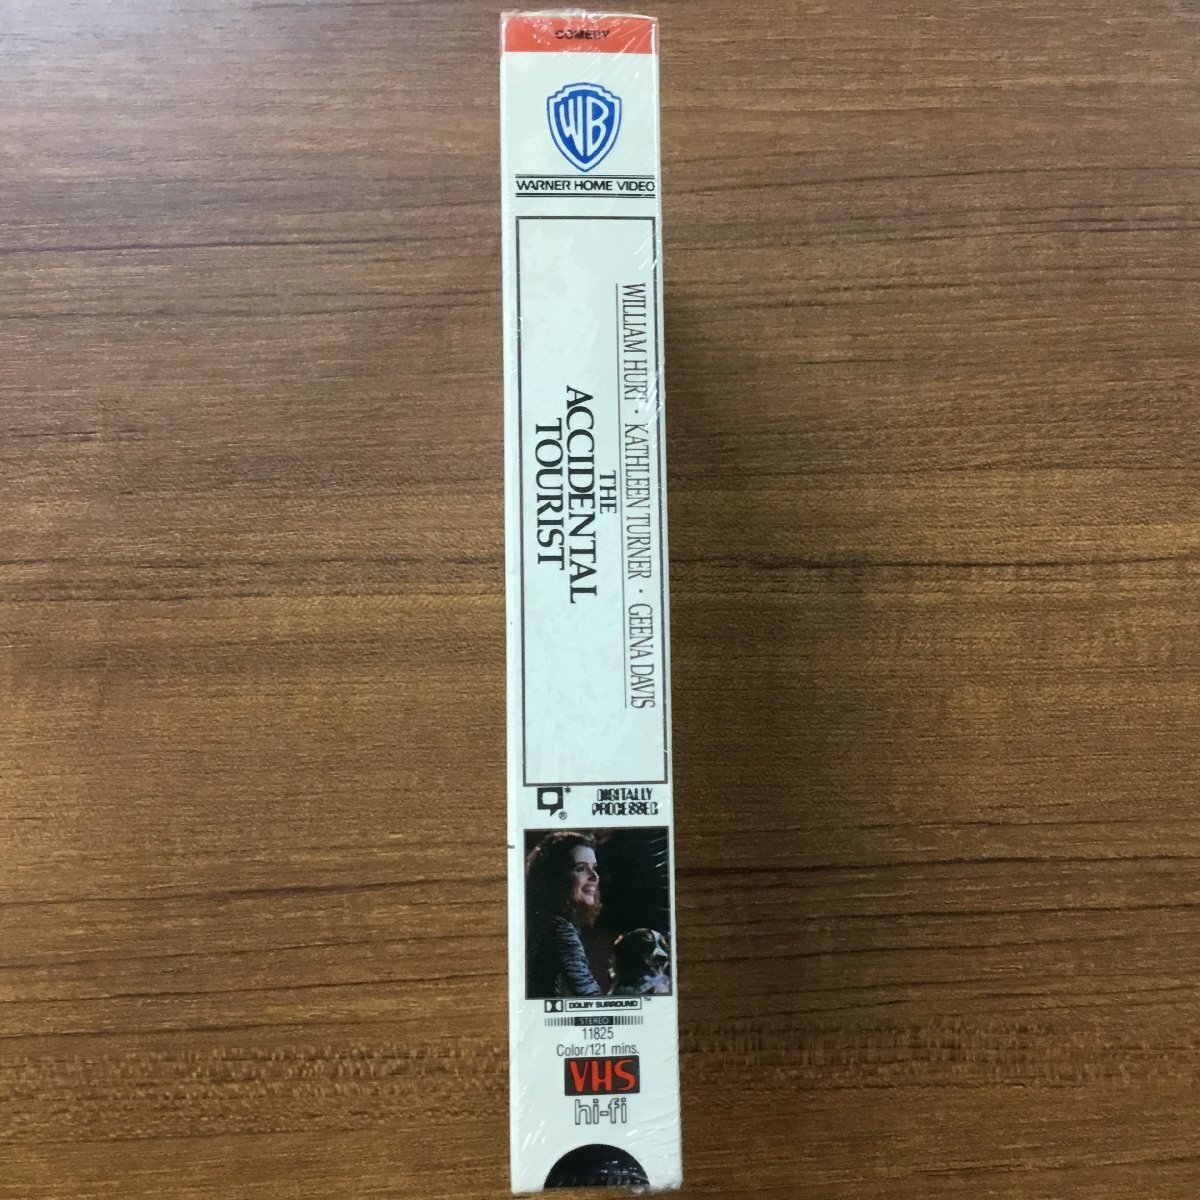 COMEDY
WB
WARNER HOME VIDEO
WILLIAM HURT · KATHLEEN TURNER · GEENA DAVIS
THE
ACCIDENTAL
TOURIST
DIGITALLY
PROCESSED
DOLBY SURROUND™
STEREO
11825
Color/121 mins.
VHS
hi-fi